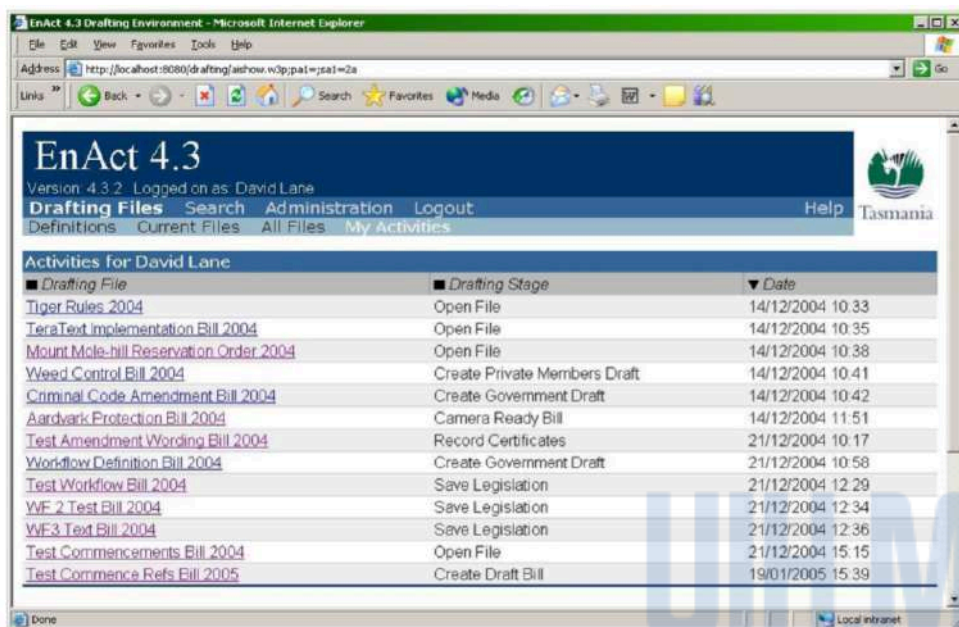 EnAct 4.3 Drafting Environment - Microsoft Internet Explorer
File Edit View Favorites Tools Help
Address http://localhost:8080/drafting/aishow.w3p;pa1=;sa1=2a Go
Links » Back Search Favorites Media
EnAct 4.3
Version: 4.3.2 Logged on as: David Lane
Drafting Files Search Administration Logout Help
Tasmania
Definitions Current Files All Files My Activities
Activities for David Lane
Drafting File Drafting Stage Date
Tiger Rules 2004 Open File 14/12/2004 10:33
TeraText Implementation Bill 2004 Open File 14/12/2004 10:35
Mount Mole-hill Reservation Order 2004 Open File 14/12/2004 10:38
Weed Control Bill 2004 Create Private Members Draft 14/12/2004 10:41
Criminal Code Amendment Bill 2004 Create Government Draft 14/12/2004 10:42
Aardvark Protection Bill 2004 Camera Ready Bill 14/12/2004 11:51
Test Amendment Wording Bill 2004 Record Certificates 21/12/2004 10:17
Workflow Definition Bill 2004 Create Government Draft 21/12/2004 10:58
Test Workflow Bill 2004 Save Legislation 21/12/2004 12:29
WF 2 Test Bill 2004 Save Legislation 21/12/2004 12:34
WF3 Text Bill 2004 Save Legislation 21/12/2004 12:36
Test Commencements Bill 2004 Open File 21/12/2004 15:15
Test Commence Refs Bill 2005 Create Draft Bill 19/01/2005 15:39
Done Local intranet